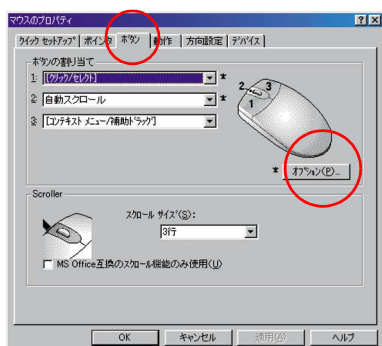 マウスのプロパティ
クイック セットアップ ポインタ ボタン 動作 方向設定 デバイス
ボタンの割り当て
1: [クリック/セレクト] *
2: 自動スクロール *
3: [コンテキスト メニュー/補助ドラッグ]
2 3
1
* オプション(P)...
Scroller
スクロール サイズ(S):
3行
MS Office互換のスクロール機能のみ使用(U)
OK キャンセル 適用(A) ヘルプ